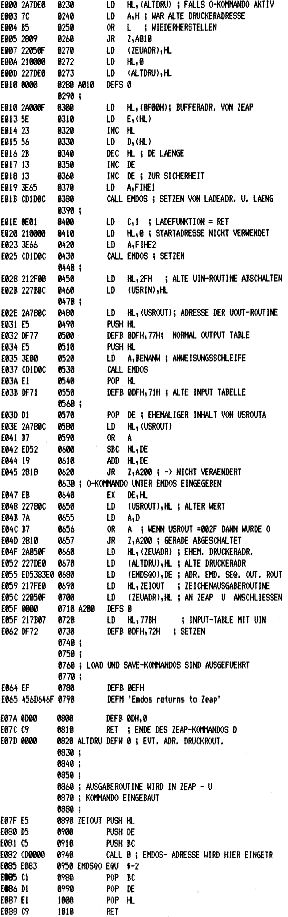 E000 2A7DE0 0230 LD HL,(ALTDRU) ; FALLS O-KOMMANDO AKTIV
E003 7C 0240 LD A,H ; WAR ALTE DRUCKERADRESSE
E004 B5 0250 OR L ; WIEDERHERSTELLEN
E005 2809 0260 JR Z,A010
E007 22050F 0270 LD (ZEUADR),HL
E00A 210000 0272 LD HL,0
E00D 227DE0 0273 LD (ALTDRU),HL
E010 0000 0280 A010 DEFS 0
0290 ;
E010 2A000F 0300 LD HL,(0F00H); BUFFERADR. VON ZEAP
E013 5E 0310 LD E,(HL)
E014 23 0320 INC HL
E015 56 0330 LD D,(HL)
E016 2B 0340 DEC HL ; DE LAENGE
E017 13 0350 INC DE
E018 13 0360 INC DE ; ZUR SICHERHEIT
E019 3E65 0370 LD A,FIHE1
E01B CD1D0C 0380 CALL EMDOS ; SETZEN VON LADEADR. U. LAENG
0390 ;
E01E 0E01 0400 LD C,1 ; LADEFUNKTION = RET
E020 210000 0410 LD HL,0 ; STARTADRESSE NICHT VERWENDET
E023 3E66 0420 LD A,FIHE2
E025 CD1D0C 0430 CALL EMDOS ; SETZEN
0440 ;
E028 212F00 0450 LD HL,2FH ; ALTE UIN-ROUTINE ABSCHALTEN
E02B 227B0C 0460 LD (USRIN),HL
0470 ;
E02E 2A780C 0480 LD HL,(USROUT); ADRESSE DER UOUT-ROUTINE
E031 E5 0490 PUSH HL
E032 DF77 0500 DEFB 0DFH,77H; NORMAL OUTPUT TABLE
E034 E5 0510 PUSH HL
E035 3E00 0520 LD A,BENANW ; ANWEISUNGSSCHLEIFE
E037 CD1D0C 0530 CALL EMDOS
E03A E1 0540 POP HL
E03B DF71 0550 DEFB 0DFH,71H ; ALTE INPUT TABELLE
0560 ;
E03D D1 0570 POP DE ; EHEMALIGER INHALT VON USROUTA
E03E 2A780C 0580 LD HL,(USROUT)
E041 B7 0590 OR A
E042 ED52 0600 SBC HL,DE
E044 19 0610 ADD HL,DE
E045 2818 0620 JR Z,A200 ; -> NICHT VERAENDERT
0630 ; O-KOMMANDO UNTER EMDOS EINGEGEBEN
E047 EB 0640 EX DE,HL
E048 22780C 0650 LD (USROUT),HL ; ALTER WERT
E04B 7A 0655 LD A,D
E04C B7 0656 OR A ; WENN USROUT =002F DANN WURDE O
E04D 2810 0657 JR Z,A200 ; GERADE ABGESCHALTET
E04F 2A050F 0660 LD HL,(ZEUADR) ; EHEM. DRUCKERADR.
E052 227DE0 0670 LD (ALTDRU),HL ; ALTE DRUCKERADR
E055 ED5383E0 0680 LD (EMDSGO),DE ; ADR. EMD. SEG. OUT. ROUT
E059 217FE0 0690 LD HL,ZEIOUT ; ZEICHENAUSGABEROUTINE
E05C 22050F 0700 LD (ZEUADR),HL ; AN ZEAP U ANSCHLIESSEN
E05F 0000 0710 A200 DEFS 0
E05F 217B07 0720 LD HL,77BH ; INPUT-TABLE MIT UIN
E062 DF72 0730 DEFB 0DFH,72H ; SETZEN
0740 ;
0750 ;
0760 ; LOAD UND SAVE-KOMMANDOS SIND AUSGEFUEHRT
0770 ;
E064 EF 0780 DEFB 0EFH
E065 456D646F 0790 DEFM 'Emdos returns to Zeap'
E07A 0D00 0800 DEFB 0DH,0
E07C C9 0810 RET ; ENDE DES ZEAP-KOMMANDOS D
E07D 0000 0820 ALTDRU DEFW 0 ; EVT. ADR. DRUCKROUT.
0830 ;
0840 ;
0850 ;
0860 ; AUSGABEROUTINE WIRD IN ZEAP - U
0870 ; KOMMANDO EINGEBAUT
0880 ;
E07F E5 0890 ZEIOUT PUSH HL
E080 D5 0900 PUSH DE
E081 C5 0910 PUSH BC
E082 CD0000 0940 CALL 0 ; EMDOS- ADRESSE WIRD HIER EINGETR
E085 E083 0950 EMDSGO EQU $-2
E085 C1 0980 POP BC
E086 D1 0990 POP DE
E087 E1 1000 POP HL
E088 C9 1010 RET